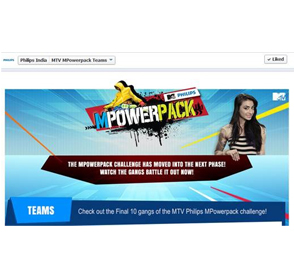 PHILIPS Philips India MTV MPowerpack Teams Liked
MTV PHILIPS
MPOWERPACK
MTV
THE MPOWERPACK CHALLENGE HAS MOVED INTO THE NEXT PHASE!
WATCH THE GANGS BATTLE IT OUT NOW!
TEAMS Check out the Final 10 gangs of the MTV Philips MPowerpack challenge!